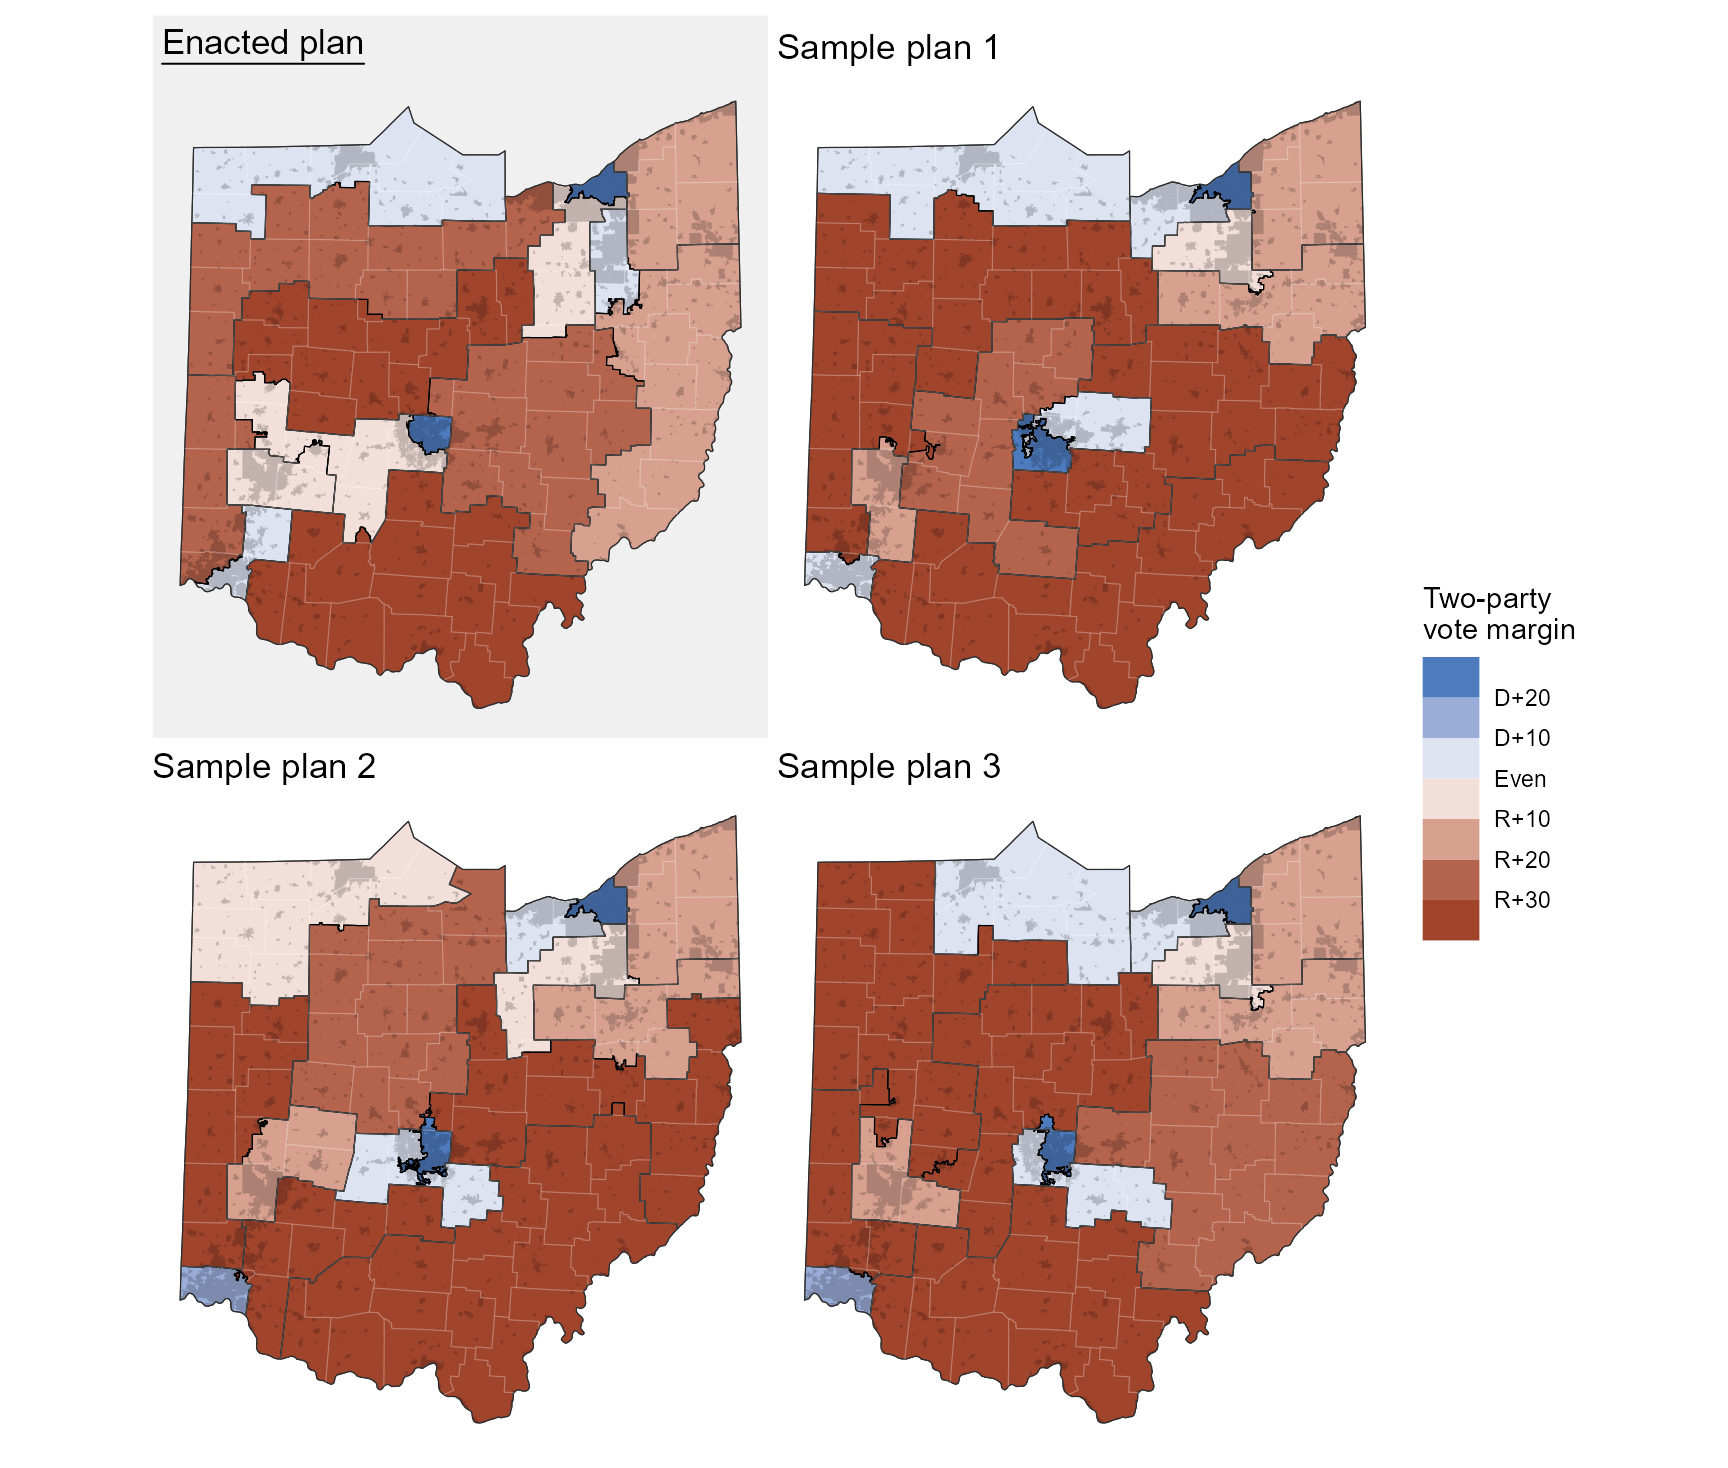 Enacted plan
Sample plan 1
Sample plan 2
Sample plan 3
Two-party
vote margin
D+20
D+10
Even
R+10
R+20
R+30